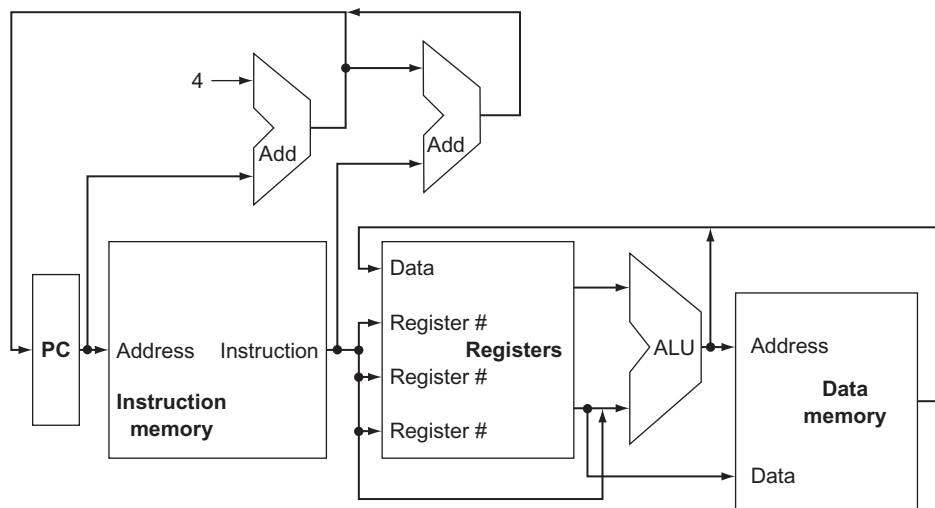 4
Add
Add
Data
Register #
PC
Address
Instruction
Registers
ALU
Address
Register #
Instruction
memory
Data
memory
Register #
Data